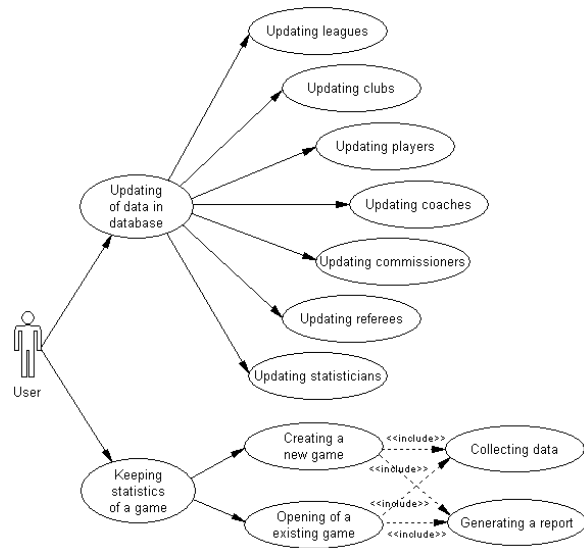 Updating leagues
Updating clubs
Updating players
Updating
of data in
database
Updating coaches
Updating commissioners
Updating referees
User
Updating statisticians
Creating a
new game
<<include>>
Collecting data
<<include>>
Keeping
statistics
of a game
<<include>>
Opening of a
existing game
<<include>>
Generating a report